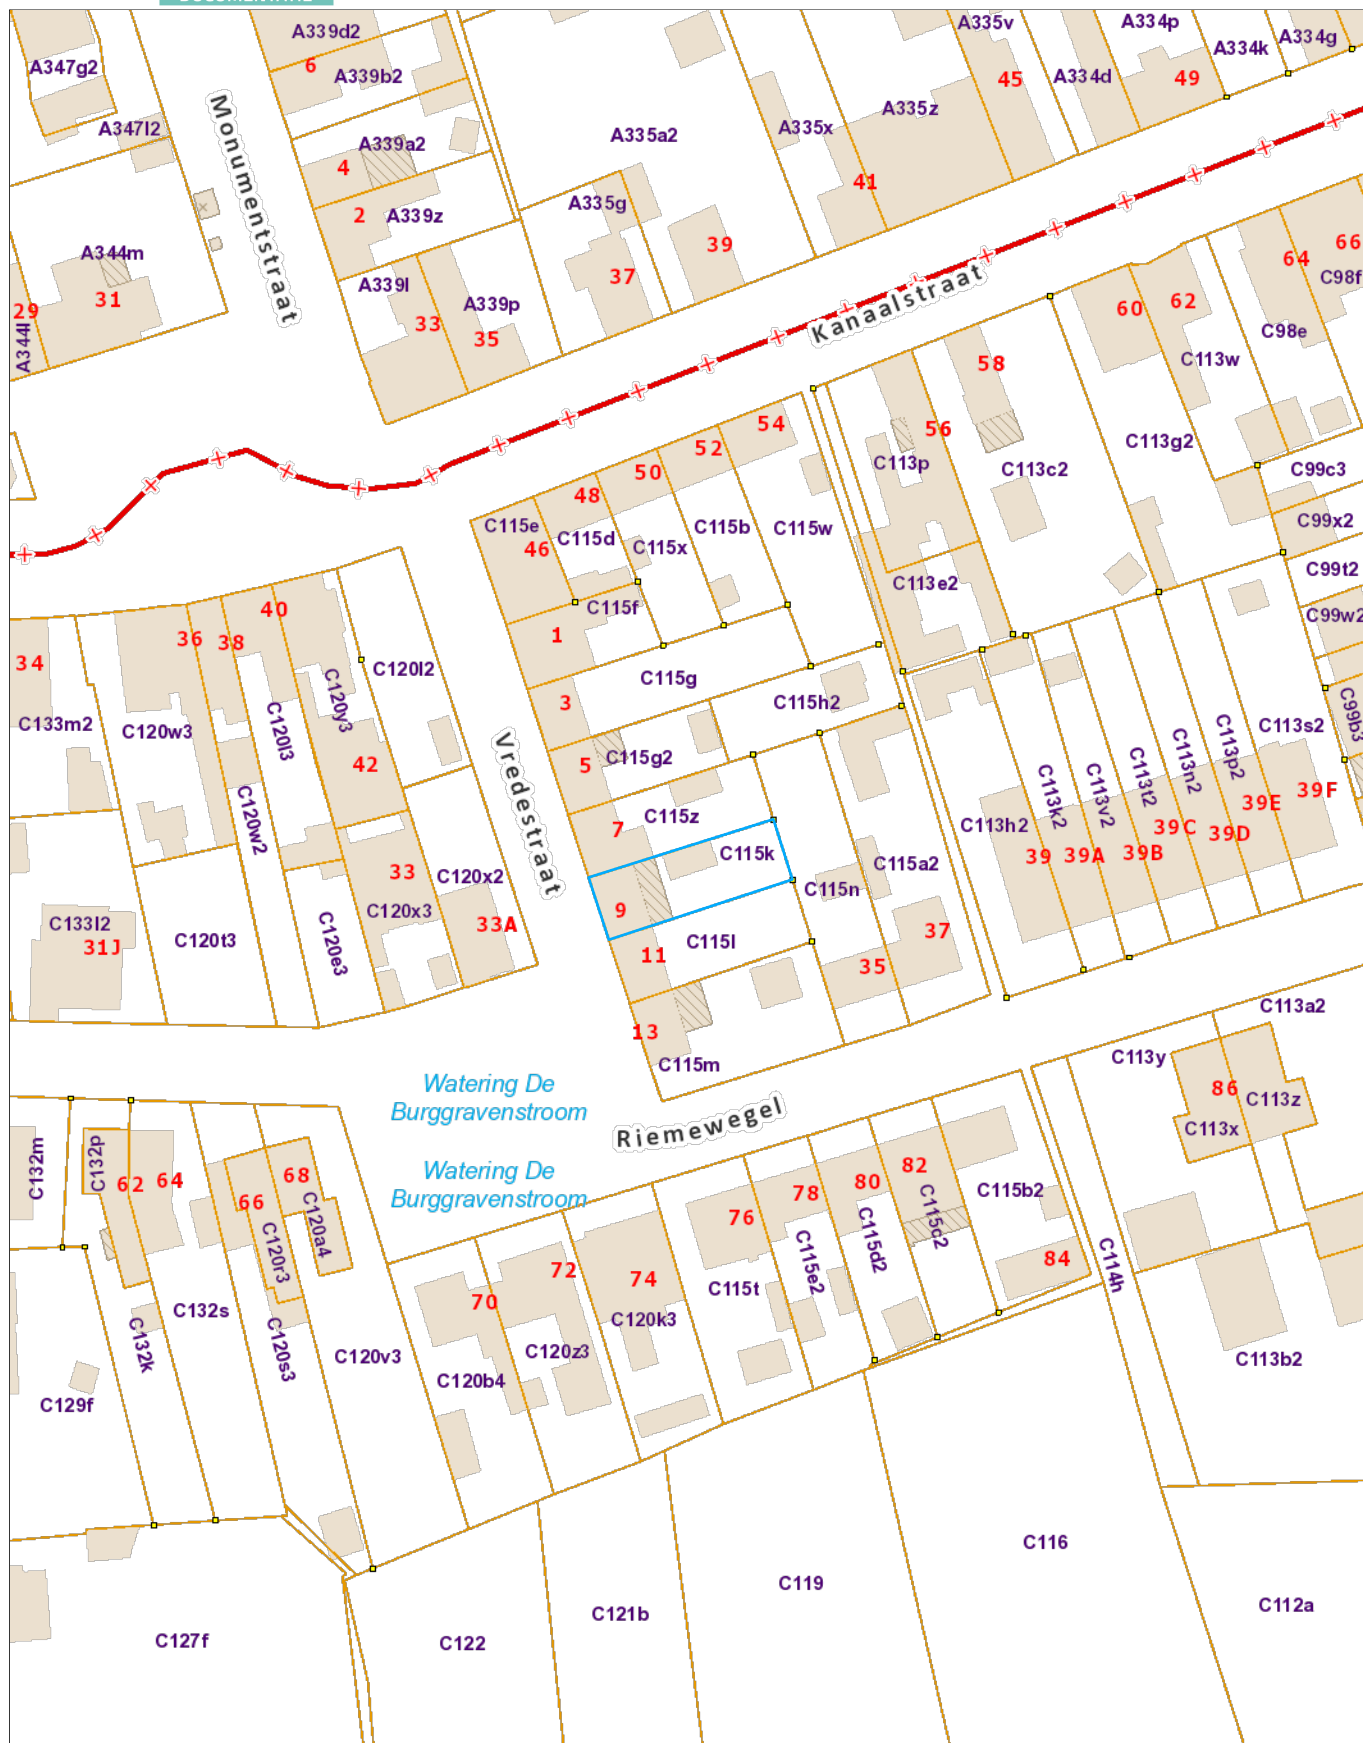 A339d2
A335v
A334p
A334k
A334g
A347g2
6
A339b2
45
49
A334d
A335z
A347l2
A335a2
A335x
Monumentstraat
A339a2
4
41
2
A339z
A335g
39
A344m
37
64
66
C98f
31
29
A344l
A339l
A339p
33
35
Kanaalstraat
60
62
C98e
C113w
58
54
52
50
48
56
C113p
C113c2
C113g2
C99c3
C115e
46
C115d
C115x
C115b
C115w
C99x2
C99t2
C113e2
C115f
C99w2
40
36
38
1
34
C120l2
C115g
3
C133m2
C120w3
C120l3
C120y3
C115h2
C113s2
C99b3
42
5
C115g2
Vredestraat
C113k2
C113v2
C113t2
C113n2
C113p2
39F
39E
C120w2
7
C115z
C113h2
39
39A
39B
39C
39D
C115k
C115a2
33
C120x2
C115n
C120x3
9
C133l2
31J
C120t3
C120e3
33A
C115l
11
37
35
13
C115m
C113a2
C113y
Watering De
Burggravenstroom
Riemewegel
86
C113z
C113x
C132m
C132p
62
64
68
66
Watering De
Burggravenstroom
82
80
78
76
C115c2
C115b2
C120r3
C120a4
C115d2
C115e2
84
C114h
72
74
70
C115t
C132s
C132k
C120s3
C120v3
C120k3
C120z3
C120b4
C113b2
C129f
C116
C119
C112a
C121b
C127f
C122